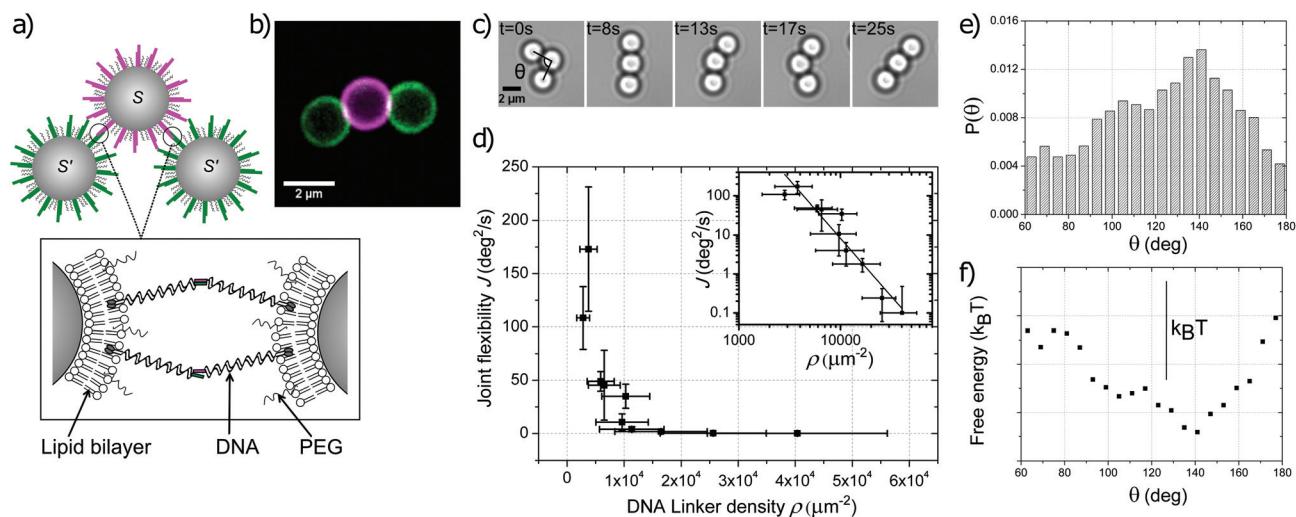 a)
S
S'
S'
Lipid bilayer
DNA
PEG
b)
2 µm
c)
t=0s
t=8s
t=13s
t=17s
t=25s
θ
2 µm
d)
250
200
150
100
50
0
Joint flexibility J (deg²/s)
0
1x10⁴
2x10⁴
3x10⁴
4x10⁴
5x10⁴
6x10⁴
DNA Linker density ρ (µm⁻²)
100
10
1
0.1
J (deg²/s)
1000
10000
ρ (µm⁻²)
e)
0.016
0.012
0.008
0.004
0.000
P(θ)
60
80
100
120
140
160
180
θ (deg)
f)
Free energy (kBT)
kBT
60
80
100
120
140
160
180
θ (deg)